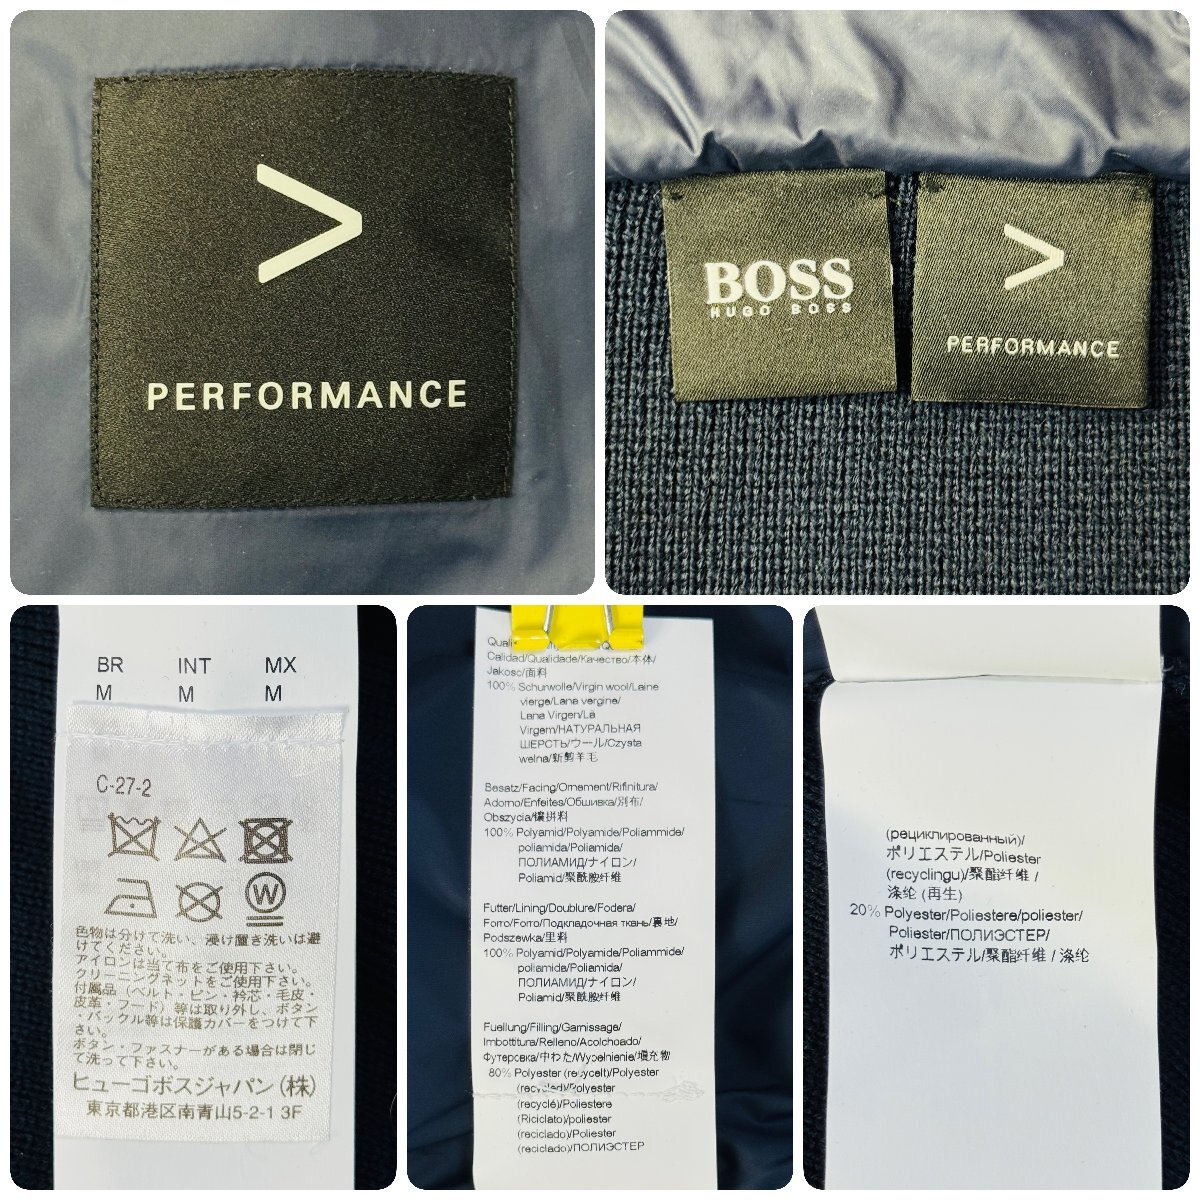 PERFORMANCE
BOSS
HUGO BOSS
PERFORMANCE
BR INT MX
M M M
C-27-2
W
色物は分けて洗い、浸け置き洗いは避
けてください。
アイロンは当て布をご使用下さい。
クリーニングネットをご使用下さい。
付属品（ベルト・ピン・衿芯・毛皮・
皮革・フード）等は取り外し、ボタン
・バックル等は保護カバーをつけて下
さい。
ボタン・ファスナーがある場合は閉じ
て洗って下さい。
ヒューゴボスジャパン(株)
東京都港区南青山5-2-1 3F
Calidad/Qualidade/Качество/本体/
Jakosc/面料
100% Schurwolle/Virgin wool/Laine
vierge/Lana vergine/
Lana Virgen/Lã
Virgem/НАТУРАЛЬНАЯ
ШЕРСТЬ/ウール/Czysta
welna/新剪羊毛
Besatz/Facing/Ornement/Rifinitura/
Adorno/Enfeites/Обшивка/別布/
Obszycia/镶拼料
100% Polyamid/Polyamide/Poliammide/
poliamida/Poliamida/
ПОЛИАМИД/ナイロン/
Poliamid/聚酰胺纤维
Futter/Lining/Doublure/Fodera/
Forro/Forro/Подкладочная ткань/裏地/
Podszewka/里料
100% Polyamid/Polyamide/Poliammide/
poliamida/Poliamida/
ПОЛИАМИД/ナイロン/
Poliamid/聚酰胺纤维
Fuellung/Filling/Garnissage/
Imbottitura/Relleno/Acolchoado/
Футеровка/中わた/Wypelnienie/填充物
80% Polyester (recycelt)/Polyester
(recycled)/Polyester
(recyclé)/Poliestere
(Riciclato)/poliester
(reciclado)/Poliester
(reciclado)/ПОЛИЭСТЕР
(рециклированный)/
ポリエステル/Poliester
(recyclingu)/聚酯纤维 /
涤纶 (再生)
20% Polyester/Poliestere/poliester/
Poliester/ПОЛИЭСТЕР/
ポリエステル/聚酯纤维 / 涤纶